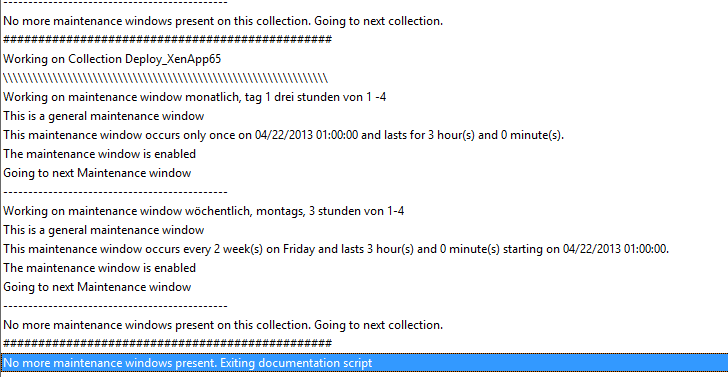 ---------------------------------------------
No more maintenance windows present on this collection. Going to next collection.
###############################################
Working on Collection Deploy_XenApp65
\\\\\\\\\\\\\\\\\\\\\\\\\\\\\\\\\\\\\\\\\\\\\\\\\\\\\\\\\\\\\\\\\
Working on maintenance window monatlich, tag 1 drei stunden von 1 -4
This is a general maintenance window
This maintenance window occurs only once on 04/22/2013 01:00:00 and lasts for 3 hour(s) and 0 minute(s).
The maintenance window is enabled
Going to next Maintenance window
---------------------------------------------
Working on maintenance window wöchentlich, montags, 3 stunden von 1-4
This is a general maintenance window
This maintenance window occurs every 2 week(s) on Friday and lasts 3 hour(s) and 0 minute(s) starting on 04/22/2013 01:00:00.
The maintenance window is enabled
Going to next Maintenance window
---------------------------------------------
No more maintenance windows present on this collection. Going to next collection.
###############################################
No more maintenance windows present. Exiting documentation script